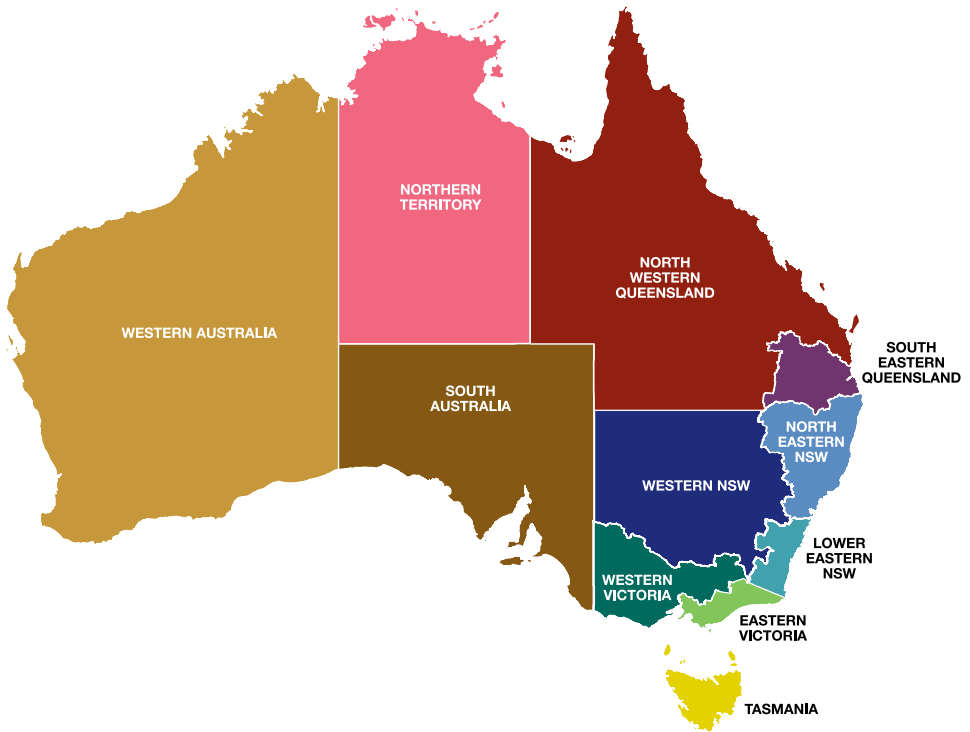 NORTHERN
TERRITORY
NORTH
WESTERN
QUEENSLAND
WESTERN AUSTRALIA
SOUTH
EASTERN
QUEENSLAND
SOUTH
AUSTRALIA
NORTH
EASTERN
NSW
WESTERN NSW
LOWER
EASTERN
NSW
WESTERN
VICTORIA
EASTERN
VICTORIA
TASMANIA